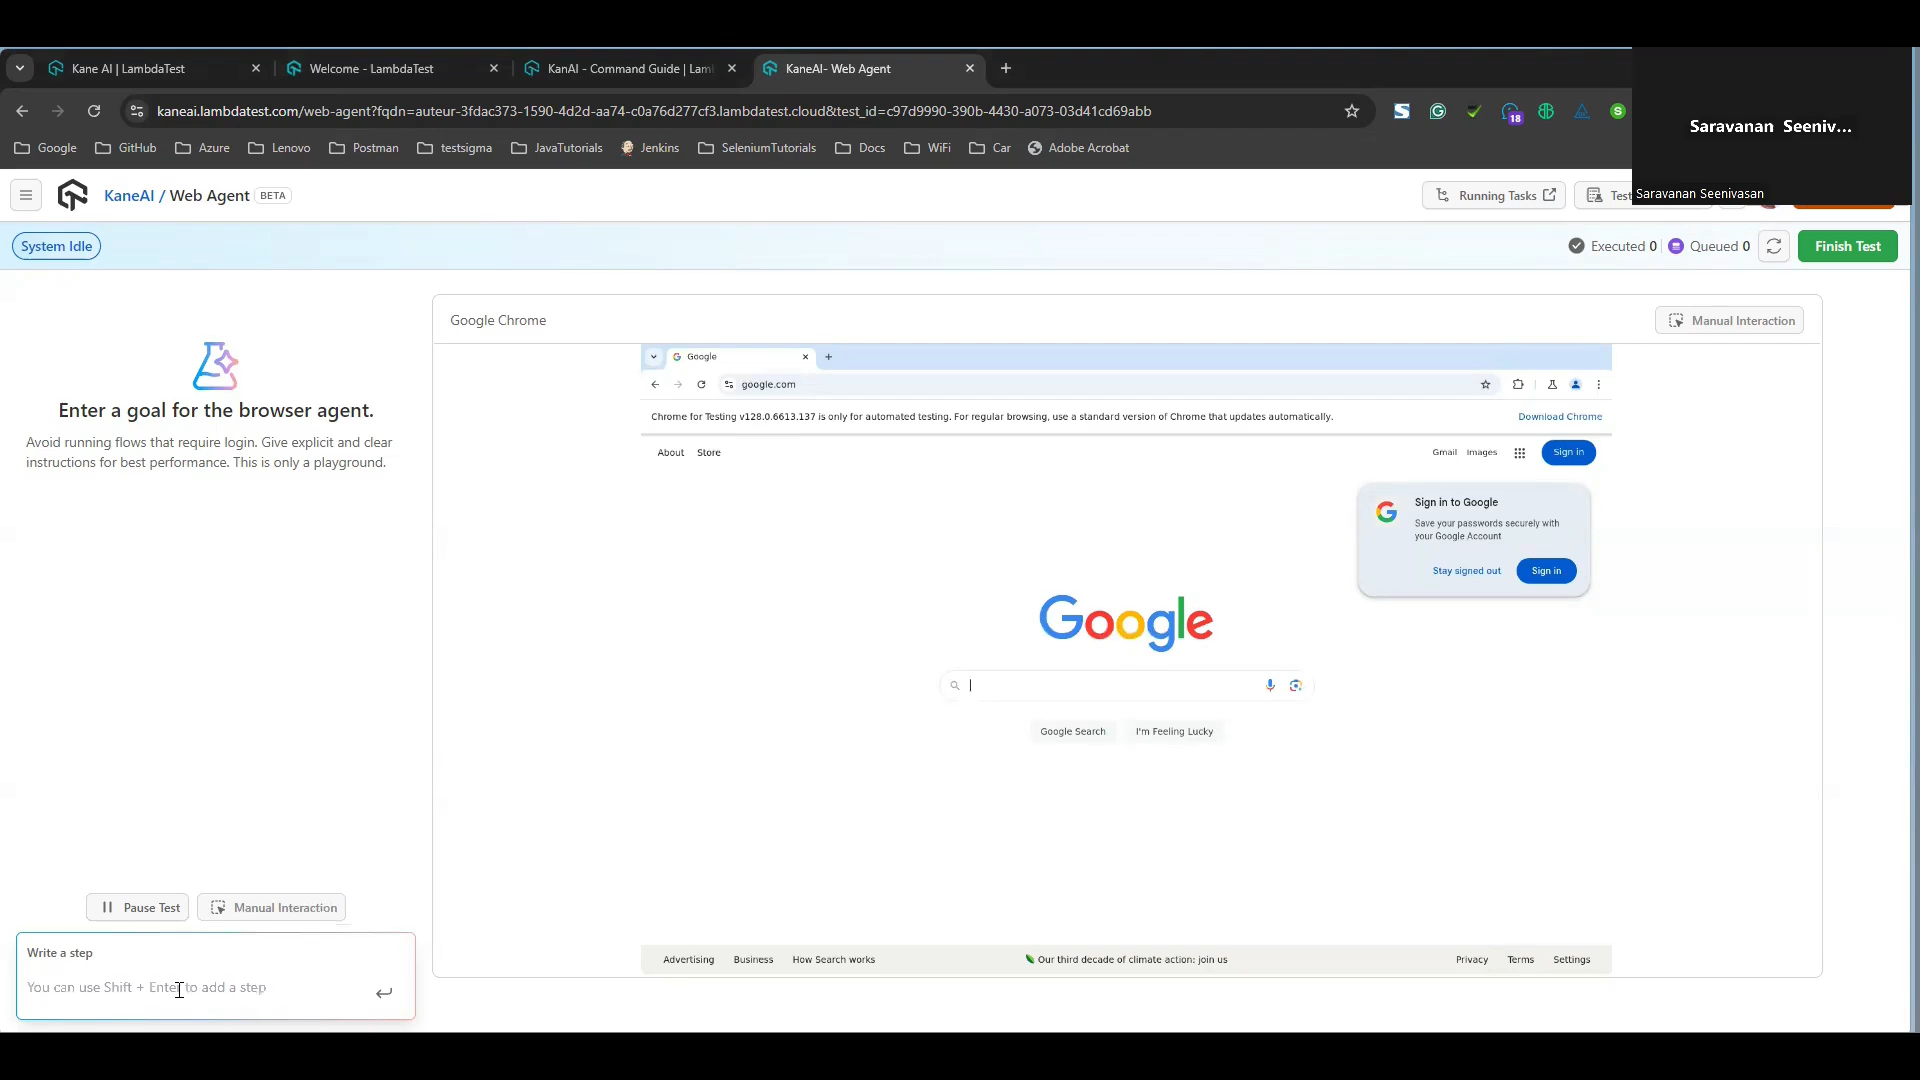 Kane AI | LambdaTest
Welcome - LambdaTest
KanAI - Command Guide | Lam
KaneAI- Web Agent
kaneai.lambdatest.com/web-agent?fqdn=auteur-3fdac373-1590-4d2d-aa74-c0a76d277cf3.lambdatest.cloud&test_id=c97d9990-390b-4430-a073-03d41cd69abb
18
S
Saravanan Seeniv...
Google
GitHub
Azure
Lenovo
Postman
testsigma
JavaTutorials
Jenkins
SeleniumTutorials
Docs
WiFi
Car
Adobe Acrobat
KaneAI / Web Agent BETA
Running Tasks
Test
Saravanan Seenivasan
System Idle
Executed 0
Queued 0
Finish Test
Google Chrome
Manual Interaction
Google
google.com
Chrome for Testing v128.0.6613.137 is only for automated testing. For regular browsing, use a standard version of Chrome that updates automatically.
Download Chrome
About
Store
Gmail
Images
Sign in
Sign in to Google
Save your passwords securely with
your Google Account
Stay signed out
Sign in
Google
Google Search
I'm Feeling Lucky
Advertising
Business
How Search works
Our third decade of climate action: join us
Privacy
Terms
Settings
Enter a goal for the browser agent.
Avoid running flows that require login. Give explicit and clear
instructions for best performance. This is only a playground.
Pause Test
Manual Interaction
Write a step
You can use Shift + Enter to add a step